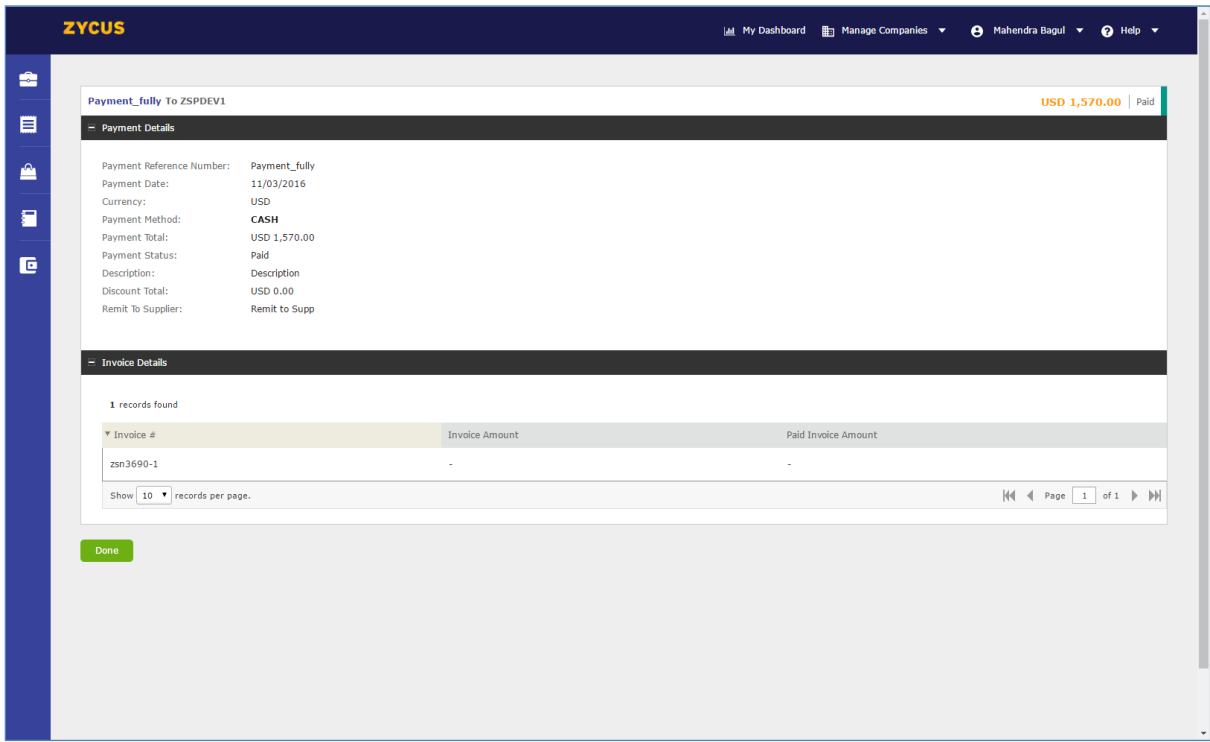 ZYCUS
My Dashboard Manage Companies Mahendra Bagul Help
Payment_fully To ZSPDEV1 USD 1,570.00 Paid
Payment Details
Payment Reference Number: Payment_fully
Payment Date: 11/03/2016
Currency: USD
Payment Method: CASH
Payment Total: USD 1,570.00
Payment Status: Paid
Description: Description
Discount Total: USD 0.00
Remit To Supplier: Remit to Supp
Invoice Details
1 records found
Invoice # Invoice Amount Paid Invoice Amount
zsn3690-1 - -
Show 10 records per page. Page 1 of 1
Done